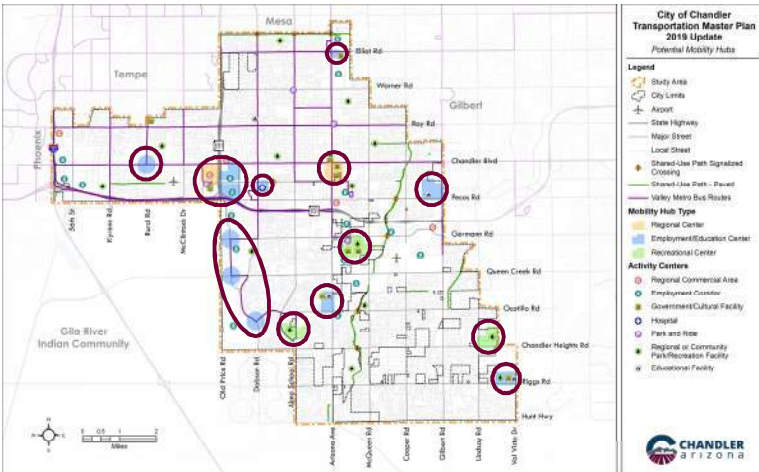 City of Chandler
Transportation Master Plan
2019 Update
Potential Mobility Hubs
Legend
Study Area
City Limits
Airport
State Highway
Major Street
Local Street
Shared-Use Path Signalized
Crossing
Shared-Use Path - Paved
Valley Metro Bus Routes
Mobility Hub Type
Regional Center
Employment/Education Center
Recreational Center
Activity Centers
Regional Commercial Area
Employment Corridor
Government/Cultural Facility
Hospital
Park and Ride
Regional or Community
Park/Recreation Facility
Educational Facility
CHANDLER
arizona
Mesa
Elliot Rd
Tempe
Warner Rd
Gilbert
Ray Rd
Phoenix
Chandler Blvd
Pecos Rd
56th St
Kyrene Rd
Rural Rd
McClintock Dr
Germann Rd
Queen Creek Rd
Ocotillo Rd
Gila River
Indian Community
Chandler Heights Rd
Old Price Rd
Dobson Rd
Alma School Rd
Riggs Rd
Hunt Hwy
Arizona Ave
McQueen Rd
Cooper Rd
Gilbert Rd
Lindsay Rd
Val Vista Dr
N
0 0.5 1 2
Miles